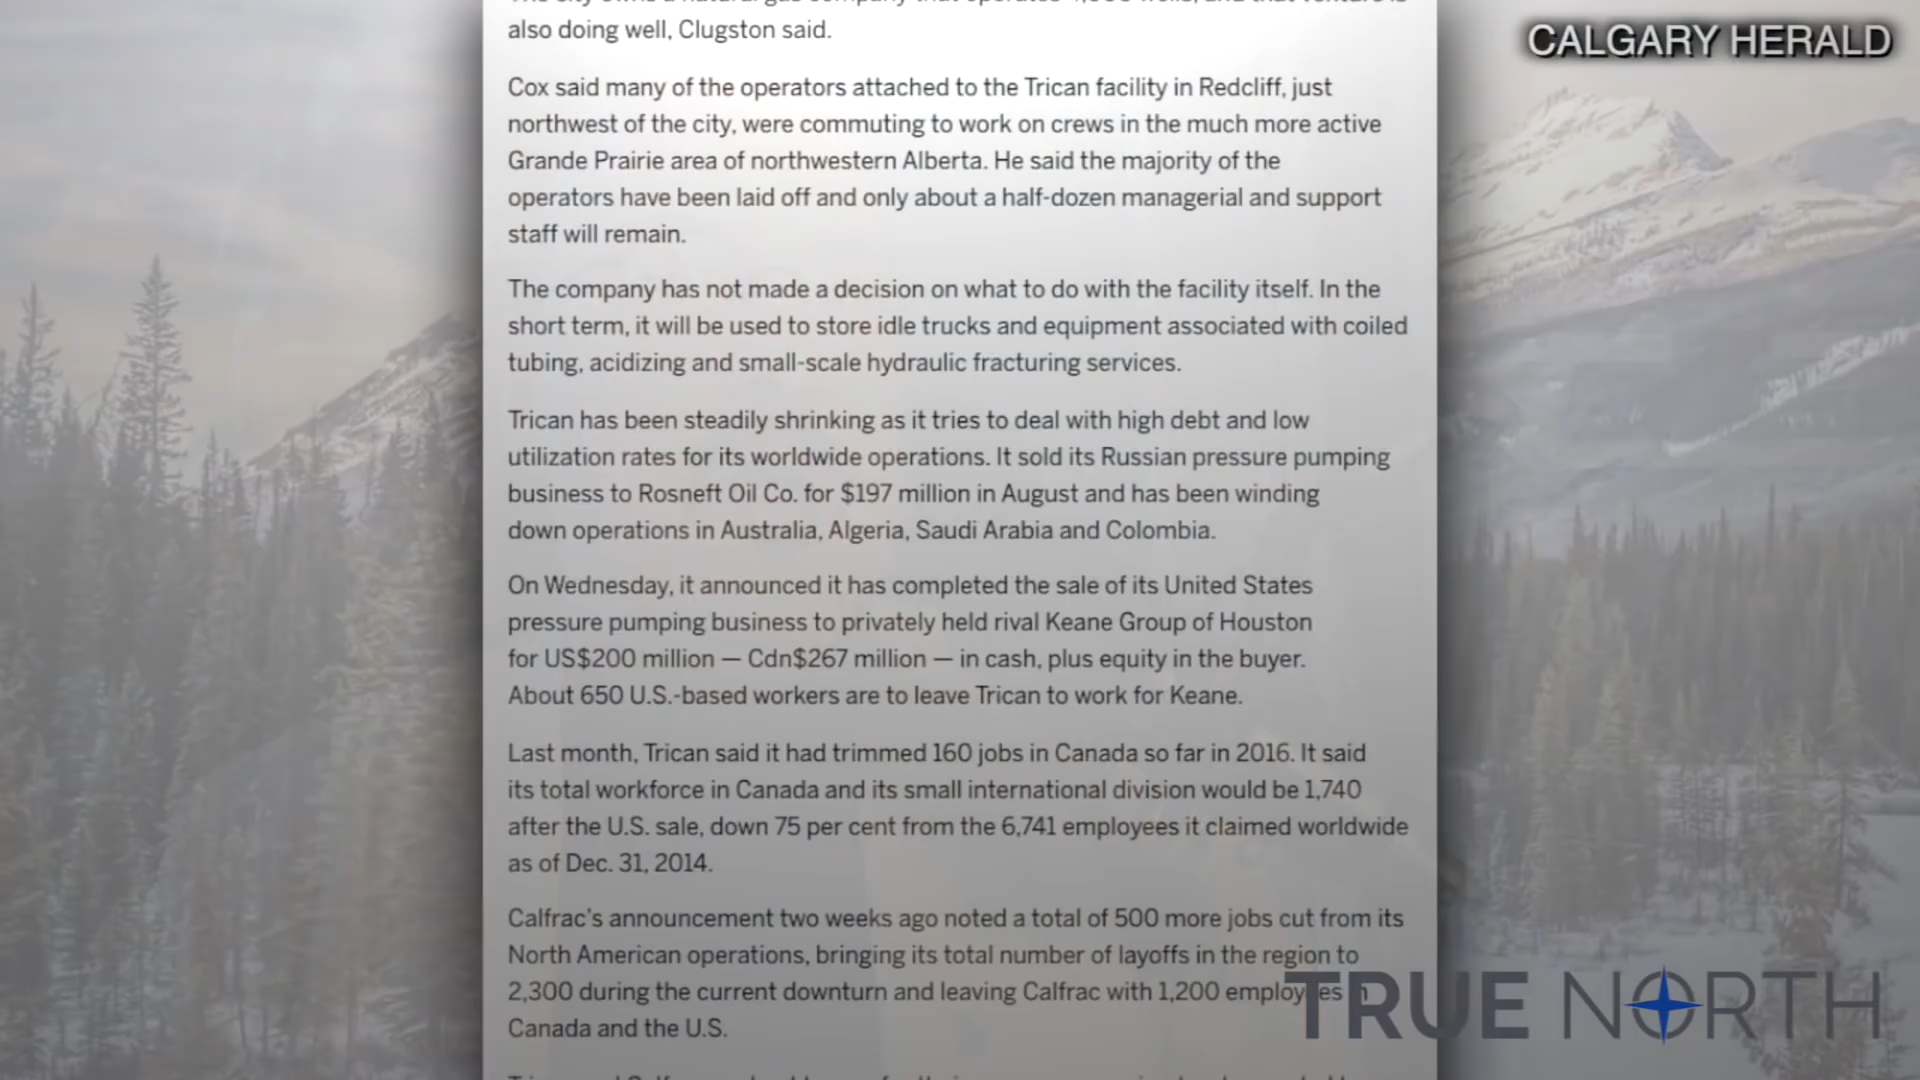 CALGARY HERALD
also doing well, Clugston said.
Cox said many of the operators attached to the Trican facility in Redcliff, just
northwest of the city, were commuting to work on crews in the much more active
Grande Prairie area of northwestern Alberta. He said the majority of the
operators have been laid off and only about a half-dozen managerial and support
staff will remain.
The company has not made a decision on what to do with the facility itself. In the
short term, it will be used to store idle trucks and equipment associated with coiled
tubing, acidizing and small-scale hydraulic fracturing services.
Trican has been steadily shrinking as it tries to deal with high debt and low
utilization rates for its worldwide operations. It sold its Russian pressure pumping
business to Rosneft Oil Co. for $197 million in August and has been winding
down operations in Australia, Algeria, Saudi Arabia and Colombia.
On Wednesday, it announced it has completed the sale of its United States
pressure pumping business to privately held rival Keane Group of Houston
for US$200 million — Cdn$267 million — in cash, plus equity in the buyer.
About 650 U.S.-based workers are to leave Trican to work for Keane.
Last month, Trican said it had trimmed 160 jobs in Canada so far in 2016. It said
its total workforce in Canada and its small international division would be 1,740
after the U.S. sale, down 75 per cent from the 6,741 employees it claimed worldwide
as of Dec. 31, 2014.
Calfrac's announcement two weeks ago noted a total of 500 more jobs cut from its
North American operations, bringing its total number of layoffs in the region to
2,300 during the current downturn and leaving Calfrac with 1,200 employees in
Canada and the U.S.
TRUE NORTH